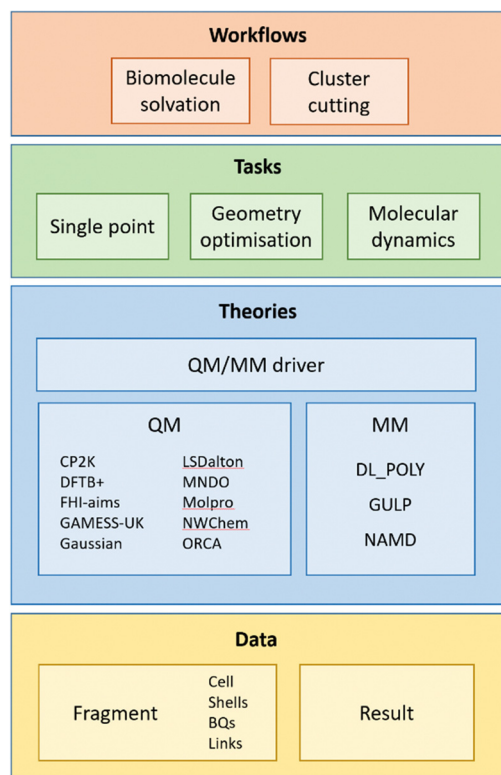 Workflows
Biomolecule
solvation
Cluster
cutting
Tasks
Single point
Geometry
optimisation
Molecular
dynamics
Theories
QM/MM driver
QM
CP2K
DFTB+
FHI-aims
GAMESS-UK
Gaussian
LSDalton
MNDO
Molpro
NWChem
ORCA
MM
DL_POLY
GULP
NAMD
Data
Fragment
Cell
Shells
BQs
Links
Result